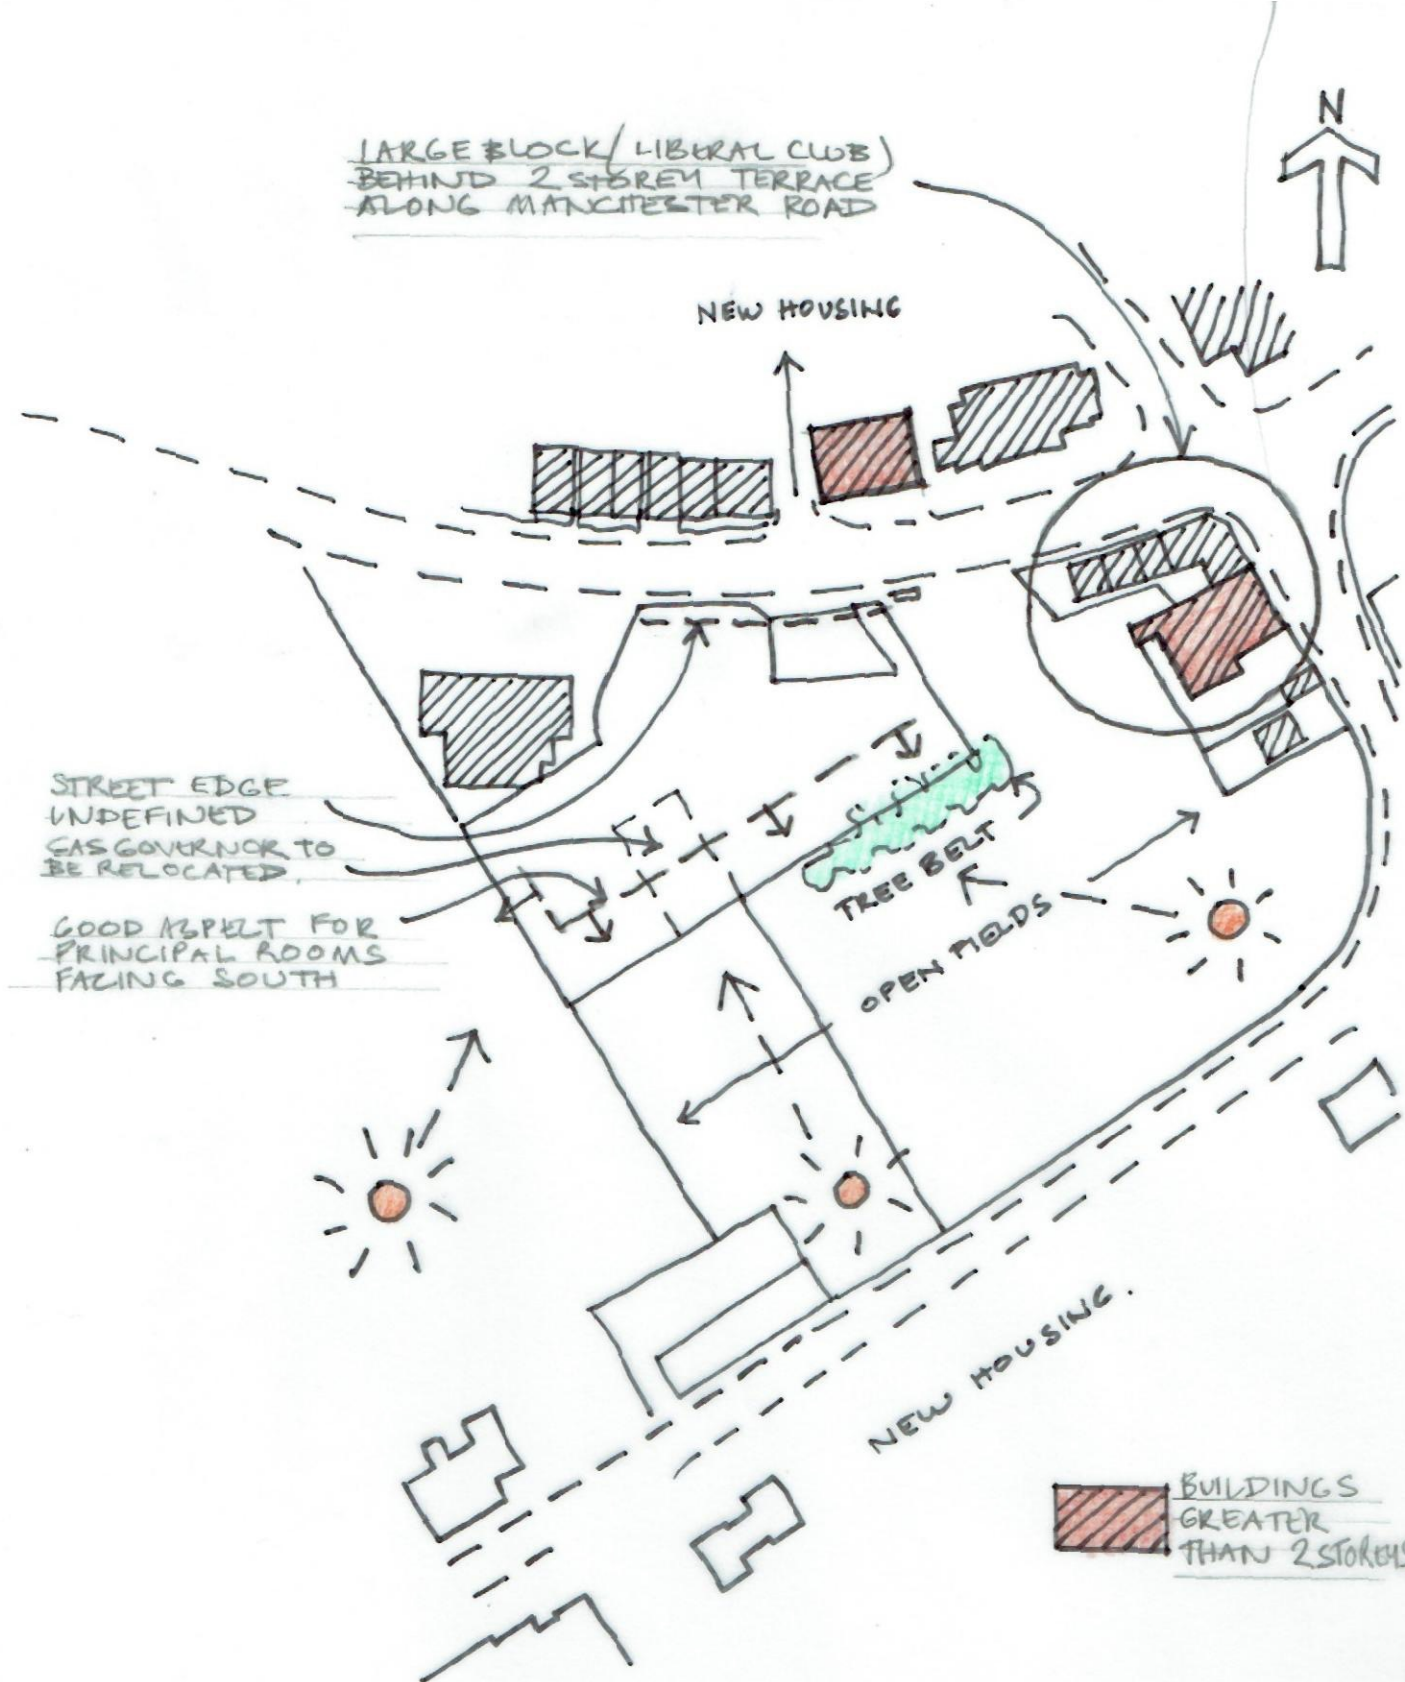 N
LARGE BLOCK (LIBERAL CLUB)
BEHIND 2 STOREY TERRACE
ALONG MANCHESTER ROAD
NEW HOUSING
STREET EDGE
UNDEFINED
GAS GOVERNOR TO
BE RELOCATED.
GOOD ASPECT FOR
PRINCIPAL ROOMS
FACING SOUTH
TREE BELT
OPEN FIELDS
NEW HOUSING.
BUILDINGS
GREATER
THAN 2 STOREYS